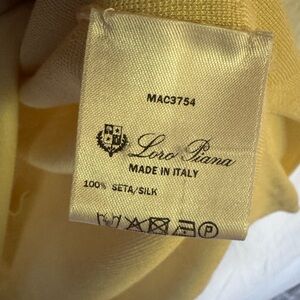 MAC3754
Loro Piana
MADE IN ITALY
100% SETA/SILK
P